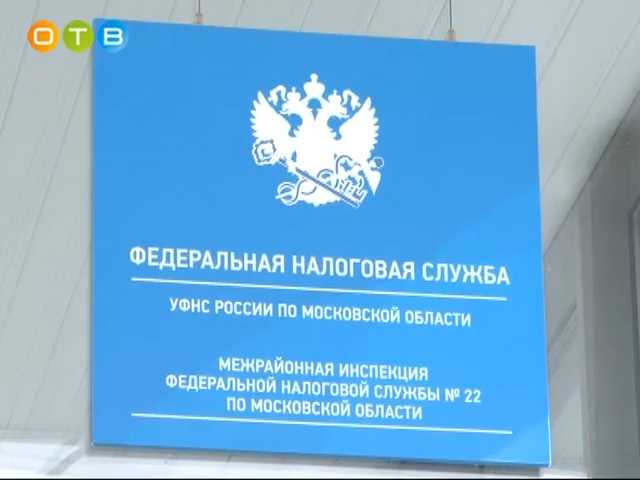 ОТВ
ФЕДЕРАЛЬНАЯ НАЛОГОВАЯ СЛУЖБА
УФНС РОССИИ ПО МОСКОВСКОЙ ОБЛАСТИ
МЕЖРАЙОННАЯ ИНСПЕКЦИЯ
ФЕДЕРАЛЬНОЙ НАЛОГОВОЙ СЛУЖБЫ № 22
ПО МОСКОВСКОЙ ОБЛАСТИ